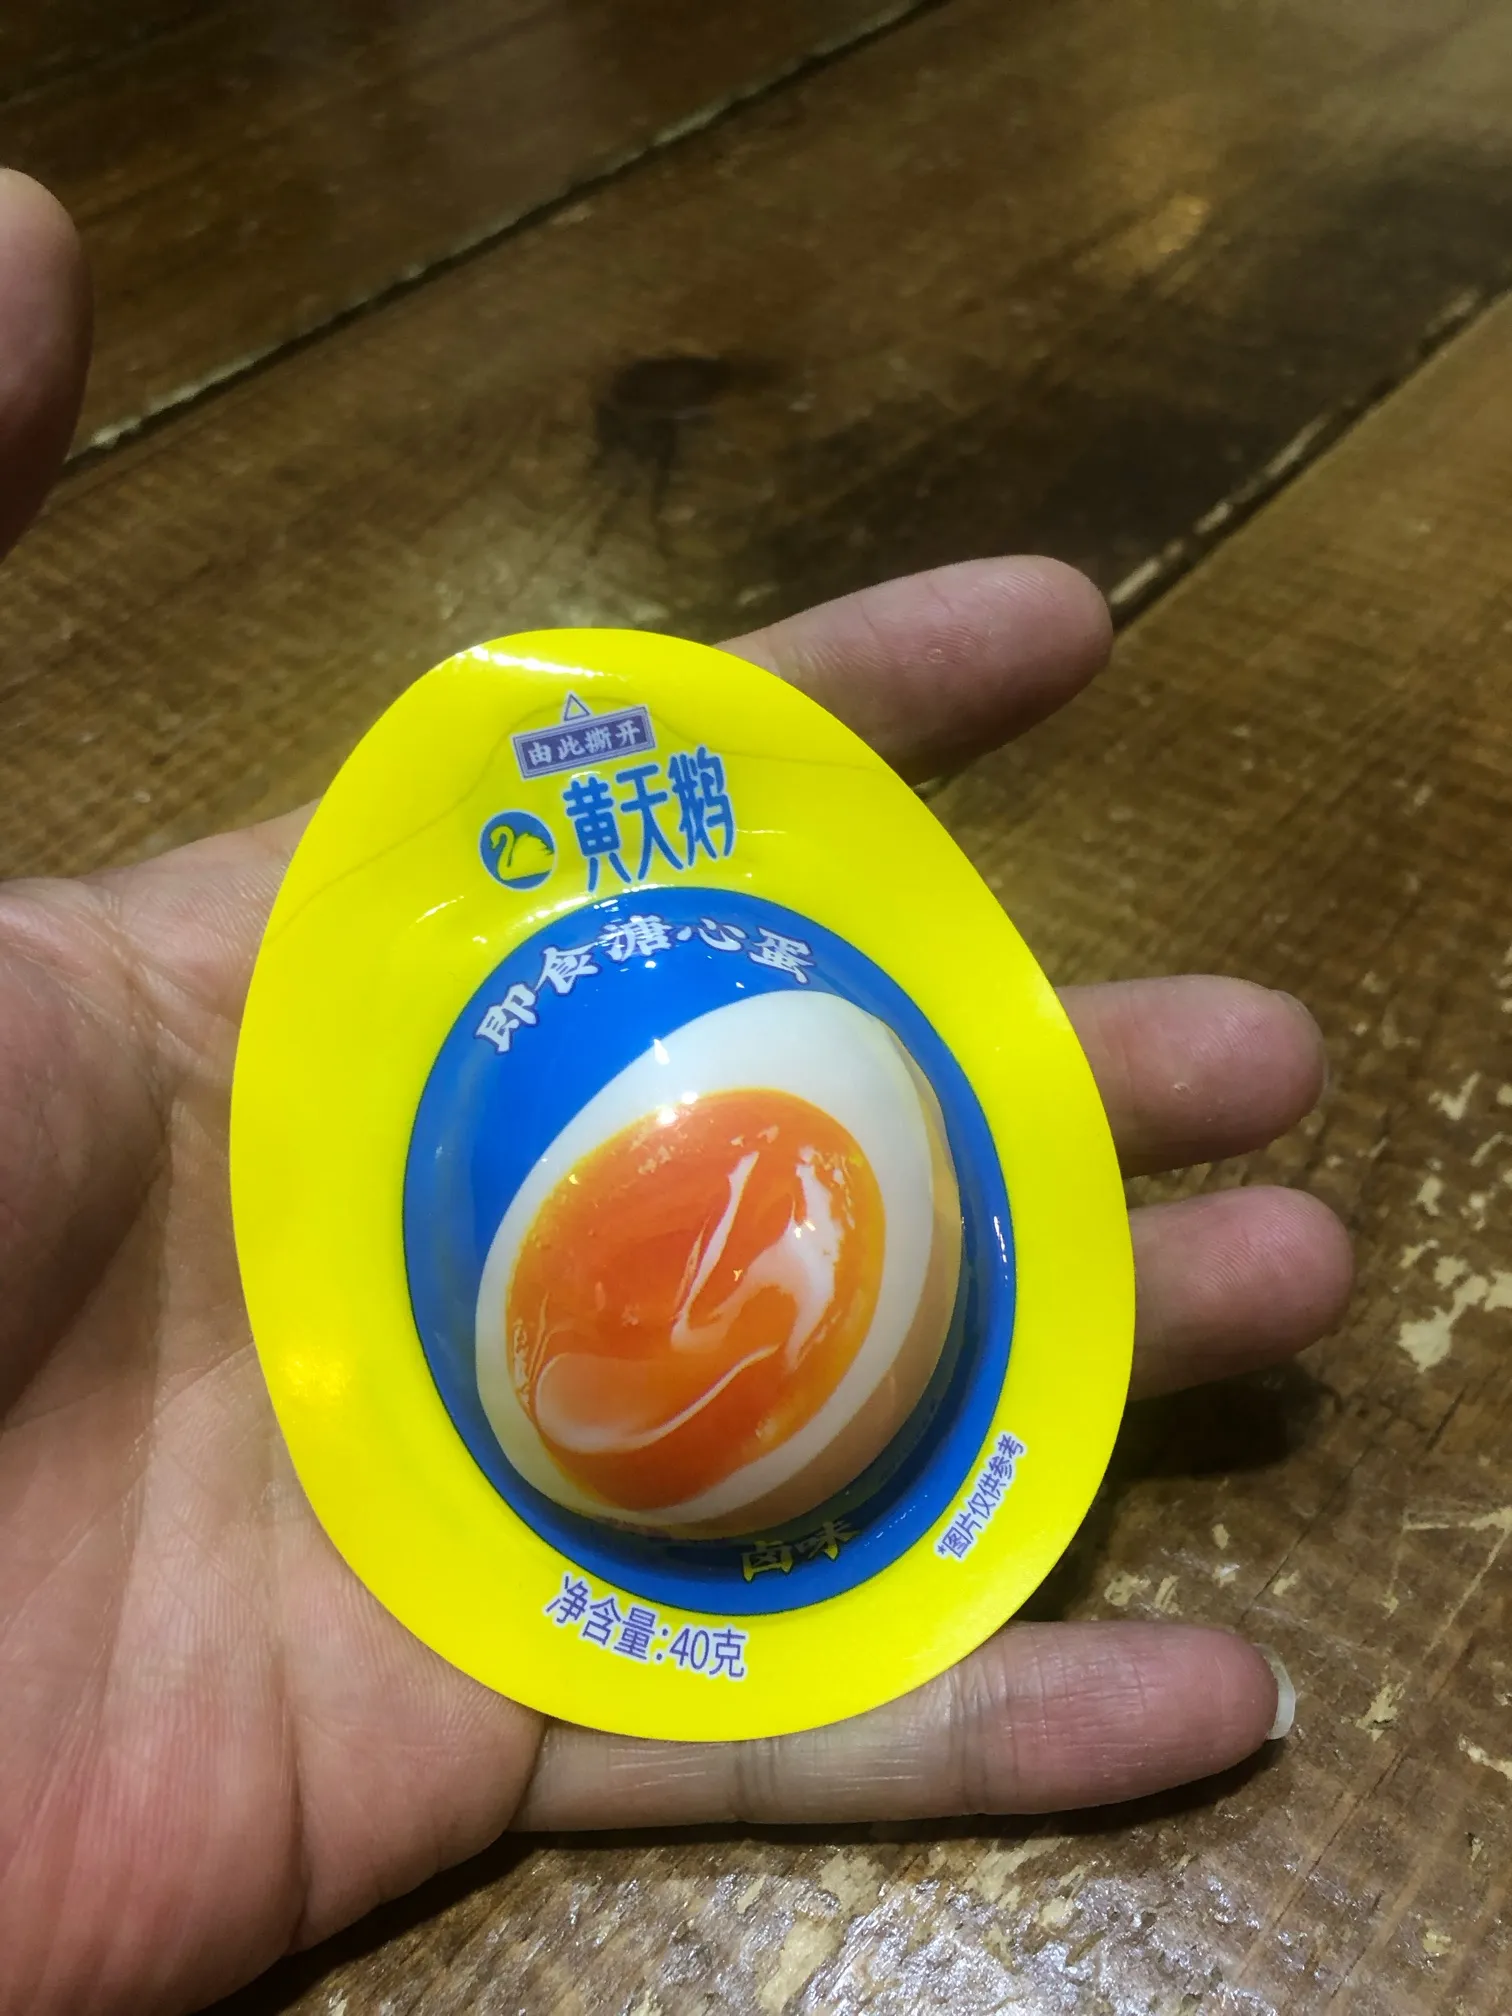 由此撕开
黄天鹅
即食溏心蛋
卤味
*图片仅供参考
净含量:40克